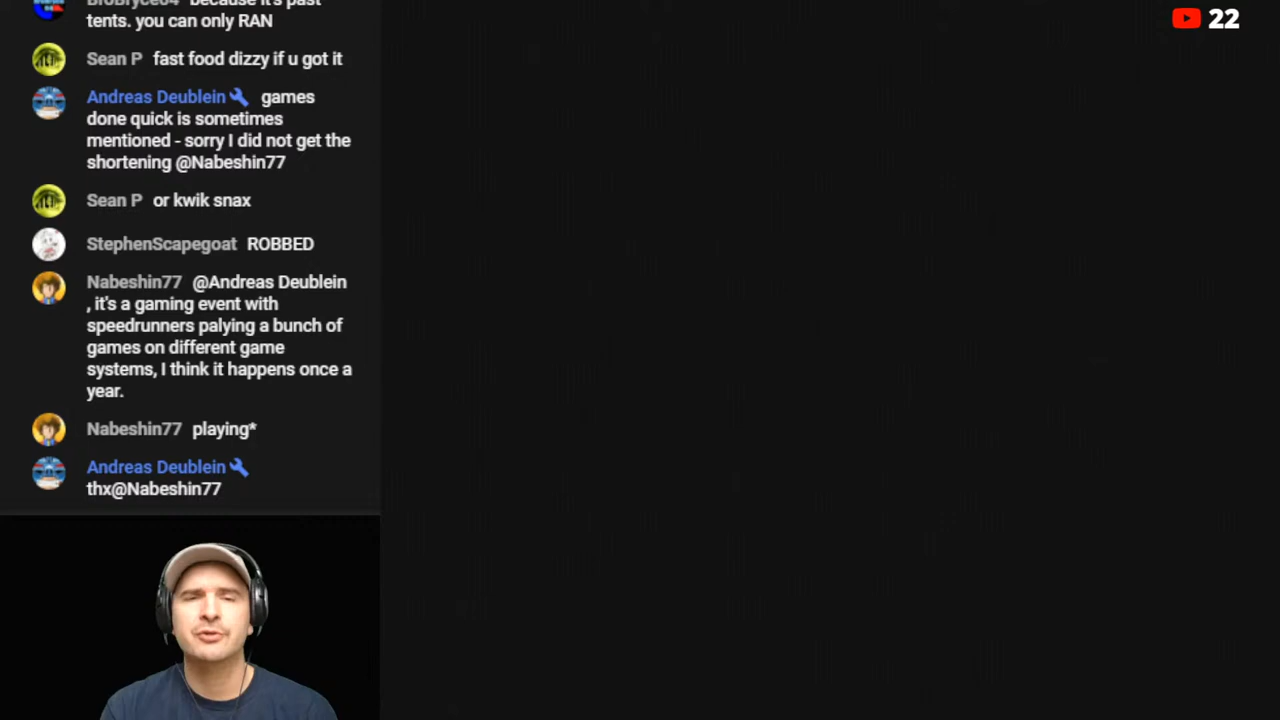 22
because it's past
tents. you can only RAN
Sean P fast food dizzy if u got it
Andreas Deublein games
done quick is sometimes
mentioned - sorry I did not get the
shortening @Nabeshin77
Sean P or kwik snax
StephenScapegoat ROBBED
Nabeshin77 @Andreas Deublein
, it's a gaming event with
speedrunners palying a bunch of
games on different game
systems, I think it happens once a
year.
Nabeshin77 playing*
Andreas Deublein
thx@Nabeshin77